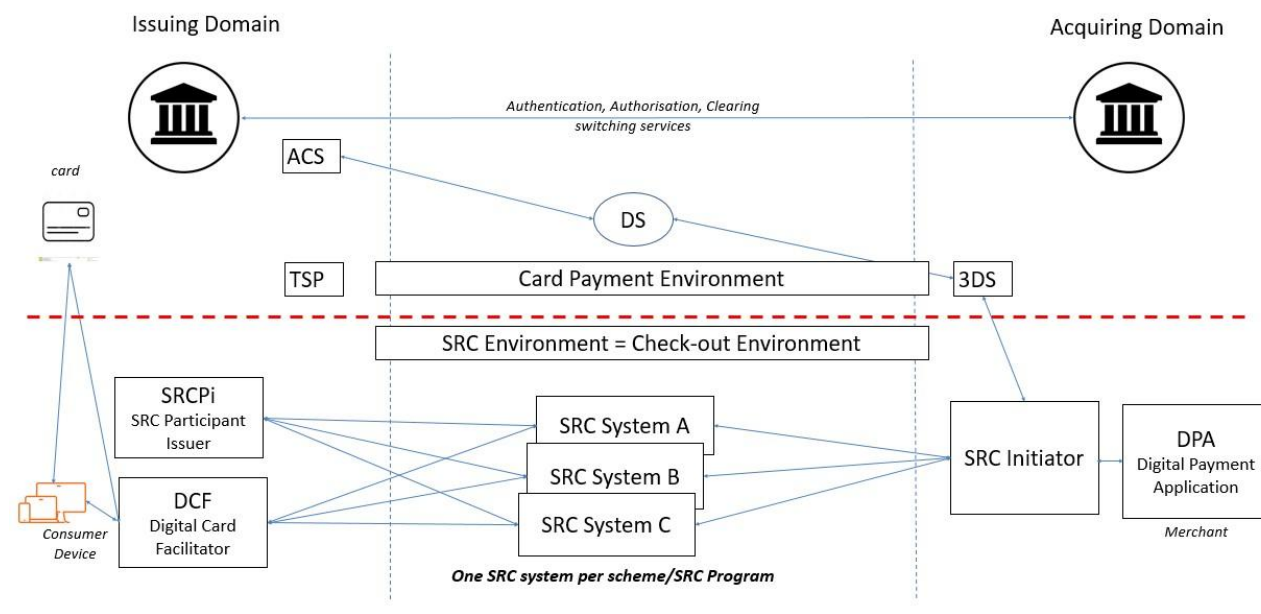 Issuing Domain
Acquiring Domain
Authentication, Authorisation, Clearing
switching services
ACS
card
DS
TSP
Card Payment Environment
3DS
SRC Environment = Check-out Environment
SRCPi
SRC Participant
Issuer
SRC System A
SRC System B
SRC System C
SRC Initiator
DPA
Digital Payment
Application
DCF
Digital Card
Facilitator
Consumer
Device
Merchant
One SRC system per scheme/SRC Program